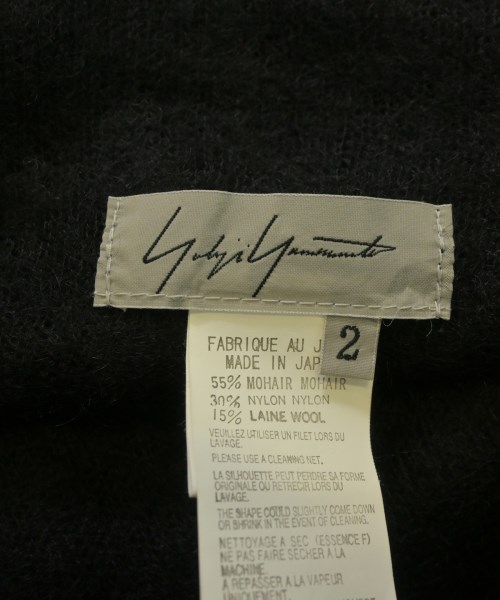 Yohji Yamamoto
2
FABRIQUE AU J
MADE IN JAP
55% MOHAIR MOHAIR
30% NYLON NYLON
15% LAINE WOOL
VEUILLEZ UTILISER UN FILET LORS DU
LAVAGE.
PLEASE USE A CLEANING NET.
LA SILHOUETTE PEUT PERDRE SA FORME
ORIGINALE OU RETRECIR LORS DU
LAVAGE.
THE SHAPE COULD SLIGHTLY COME DOWN
OR SHRINK IN THE EVENT OF CLEANING.
NETTOYAGE A SEC (ESSENCE F)
NE PAS FAIRE SECHER A LA
MACHINE
A REPASSER A LA VAPEUR
UNIQUEMENT.